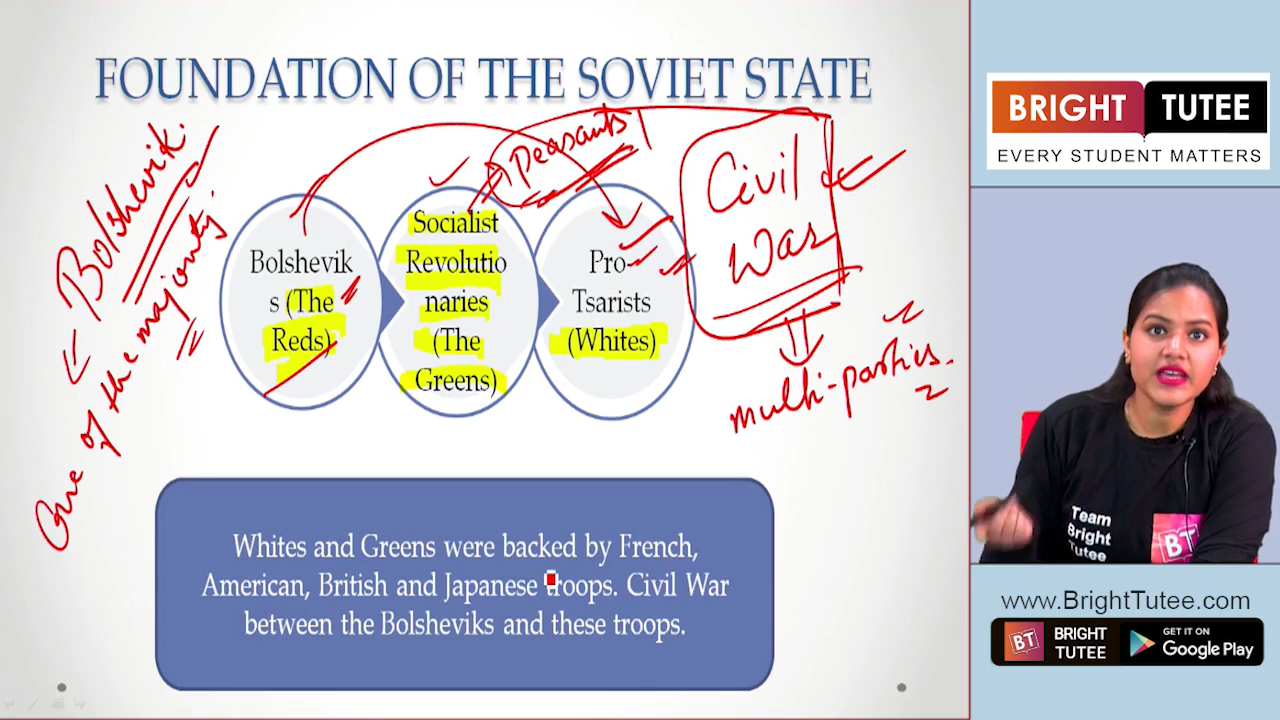 FOUNDATION OF THE SOVIET STATE
Bolshevik
One of the majority
Bolshevik
s (The
Reds)
Socialist
Revolutio
naries
(The
Greens)
Peasants
Pro-
Tsarists
(Whites)
Civil
War
multi-parties.
Whites and Greens were backed by French,
American, British and Japanese troops. Civil War
between the Bolsheviks and these troops.
BRIGHT TUTEE
EVERY STUDENT MATTERS
Team
Bright
Tutee
BT
www.BrightTutee.com
BT
BRIGHT
TUTEE
GET IT ON
Google Play